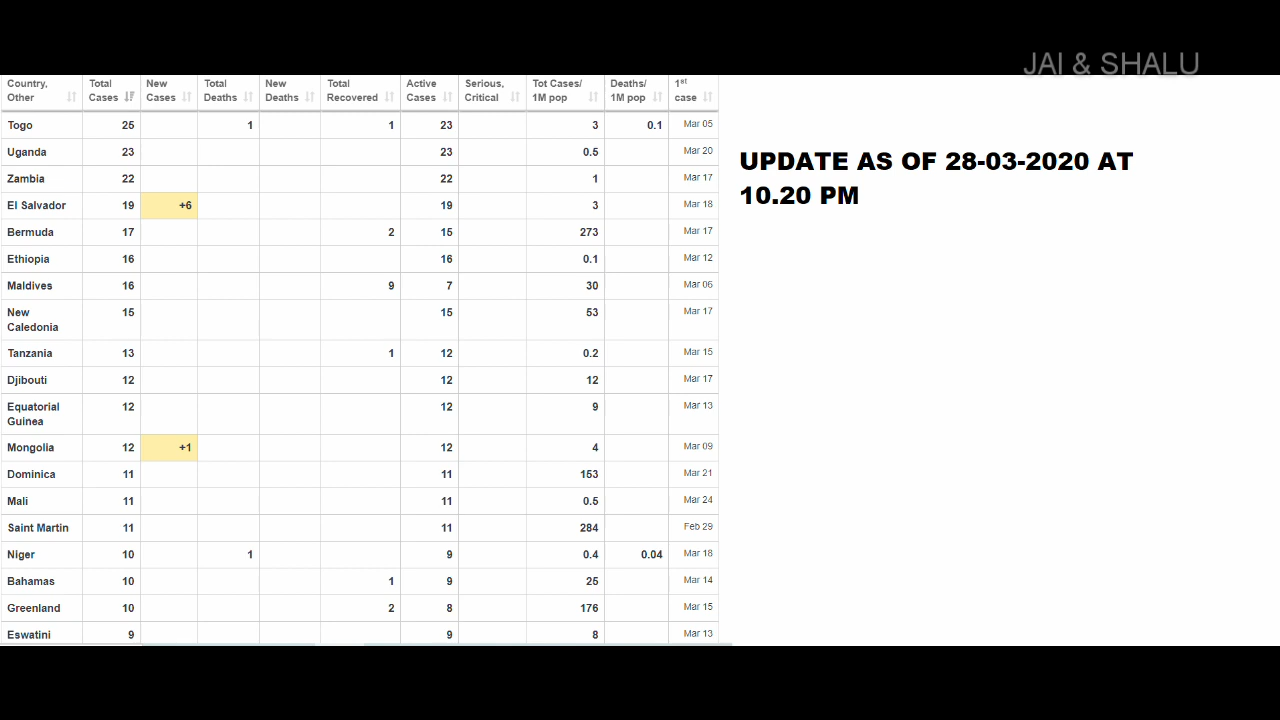 JAI & SHALU
Country, Other Total Cases New Cases Total Deaths New Deaths Total Recovered Active Cases Serious, Critical Tot Cases/ 1M pop Deaths/ 1M pop 1st case
Togo 25 1 1 23 3 0.1 Mar 05
Uganda 23 23 0.5 Mar 20
Zambia 22 22 1 Mar 17
El Salvador 19 +6 19 3 Mar 18
Bermuda 17 2 15 273 Mar 17
Ethiopia 16 16 0.1 Mar 12
Maldives 16 9 7 30 Mar 06
New Caledonia 15 15 53 Mar 17
Tanzania 13 1 12 0.2 Mar 15
Djibouti 12 12 12 Mar 17
Equatorial Guinea 12 12 9 Mar 13
Mongolia 12 +1 12 4 Mar 09
Dominica 11 11 153 Mar 21
Mali 11 11 0.5 Mar 24
Saint Martin 11 11 284 Feb 29
Niger 10 1 9 0.4 0.04 Mar 18
Bahamas 10 1 9 25 Mar 14
Greenland 10 2 8 176 Mar 15
Eswatini 9 9 8 Mar 13
UPDATE AS OF 28-03-2020 AT
10.20 PM